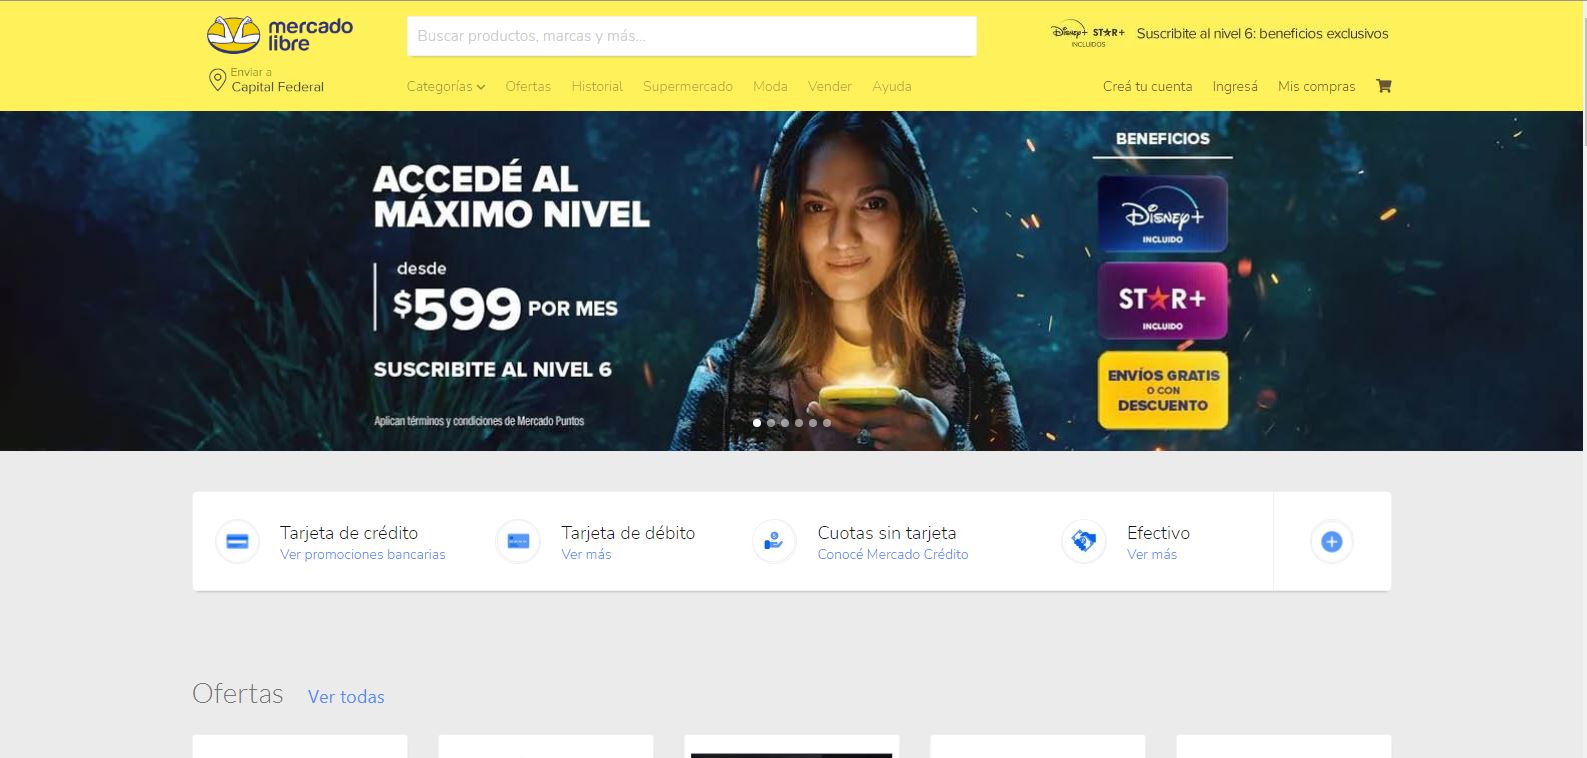 mercado
libre
Buscar productos, marcas y más...
Disney+ STAR+
INCLUIDOS
Suscribite al nivel 6: beneficios exclusivos
Enviar a
Capital Federal
Categorías
Ofertas
Historial
Supermercado
Moda
Vender
Ayuda
Creá tu cuenta
Ingresá
Mis compras
ACCEDÉ AL
MÁXIMO NIVEL
desde
$599 POR MES
SUSCRIBITE AL NIVEL 6
Aplican términos y condiciones de Mercado Puntos
BENEFICIOS
Disney+
INCLUIDO
STAR+
INCLUIDO
ENVÍOS GRATIS
O CON
DESCUENTO
Tarjeta de crédito
Ver promociones bancarias
Tarjeta de débito
Ver más
Cuotas sin tarjeta
Conocé Mercado Crédito
Efectivo
Ver más
Ofertas
Ver todas